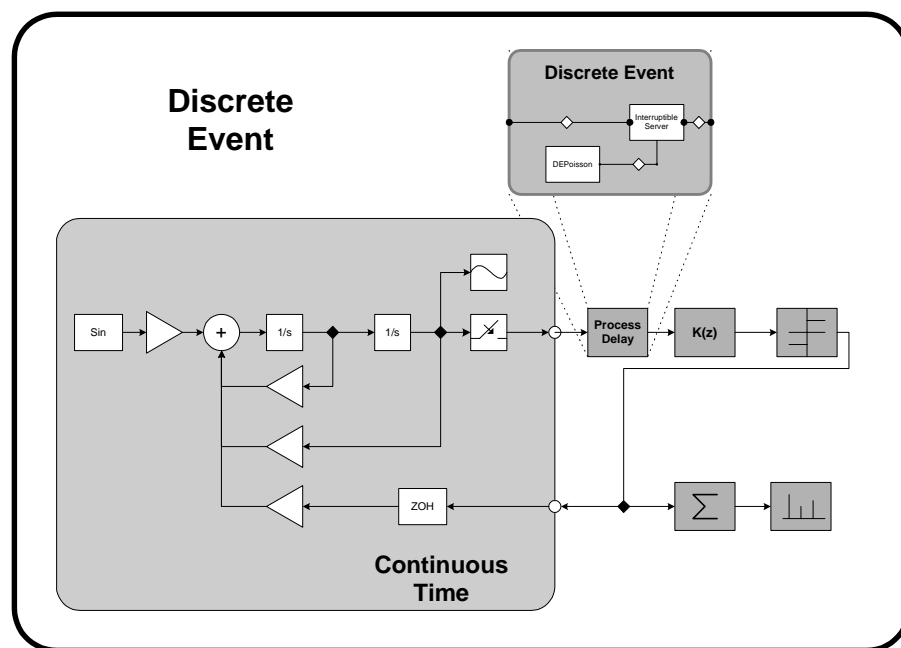 Discrete
Event
Discrete Event
Interruptible
Server
DEPoisson
Sin
+
1/s
1/s
Process
Delay
K(z)
ZOH
Σ
Continuous
Time